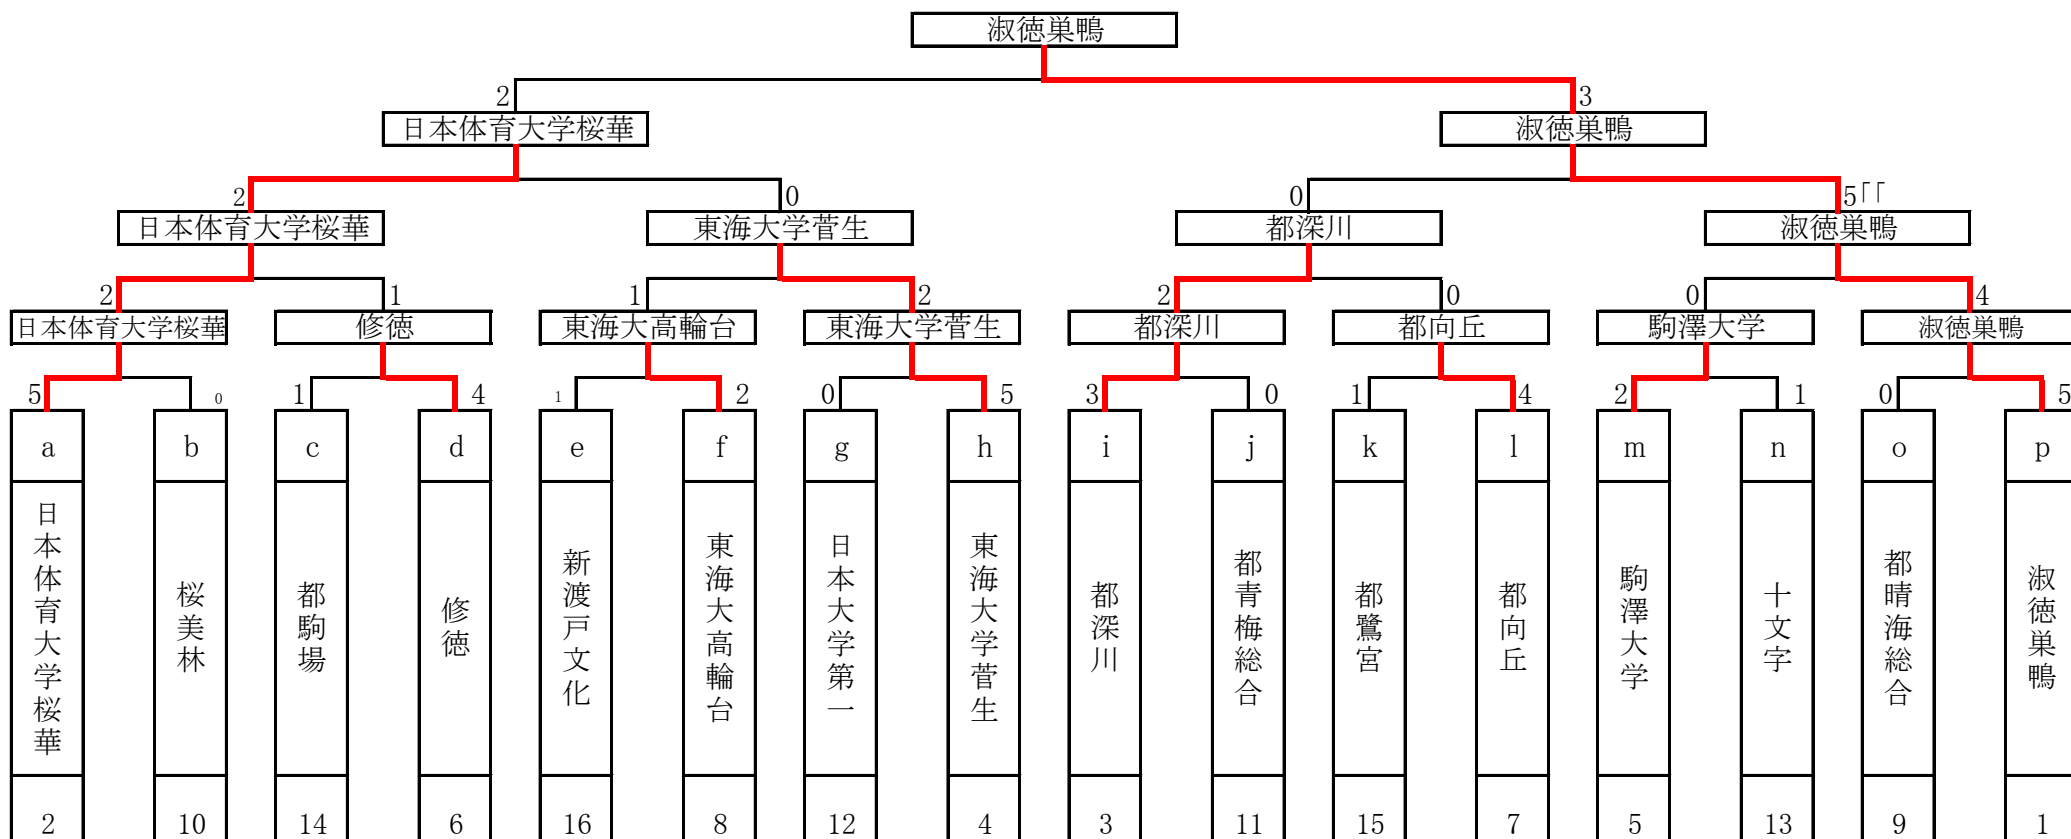 淑徳巣鴨
2 3
日本体育大学桜華 淑徳巣鴨
2 0 0 5「「
日本体育大学桜華 東海大学菅生 都深川 淑徳巣鴨
2 1 1 2 2 0 0 4
日本体育大学桜華 修徳 東海大高輪台 東海大学菅生 都深川 都向丘 駒澤大学 淑徳巣鴨
5 0 1 4 1 2 0 5 3 0 1 4 2 1 0 5
a b c d e f g h i j k l m n o p
日本体育大学桜華
桜美林
都駒場
修徳
新渡戸文化
東海大高輪台
日本大学第一
東海大学菅生
都深川
都青梅総合
都鷺宮
都向丘
駒澤大学
十文字
都晴海総合
淑徳巣鴨
2 10 14 6 16 8 12 4 3 11 15 7 5 13 9 1